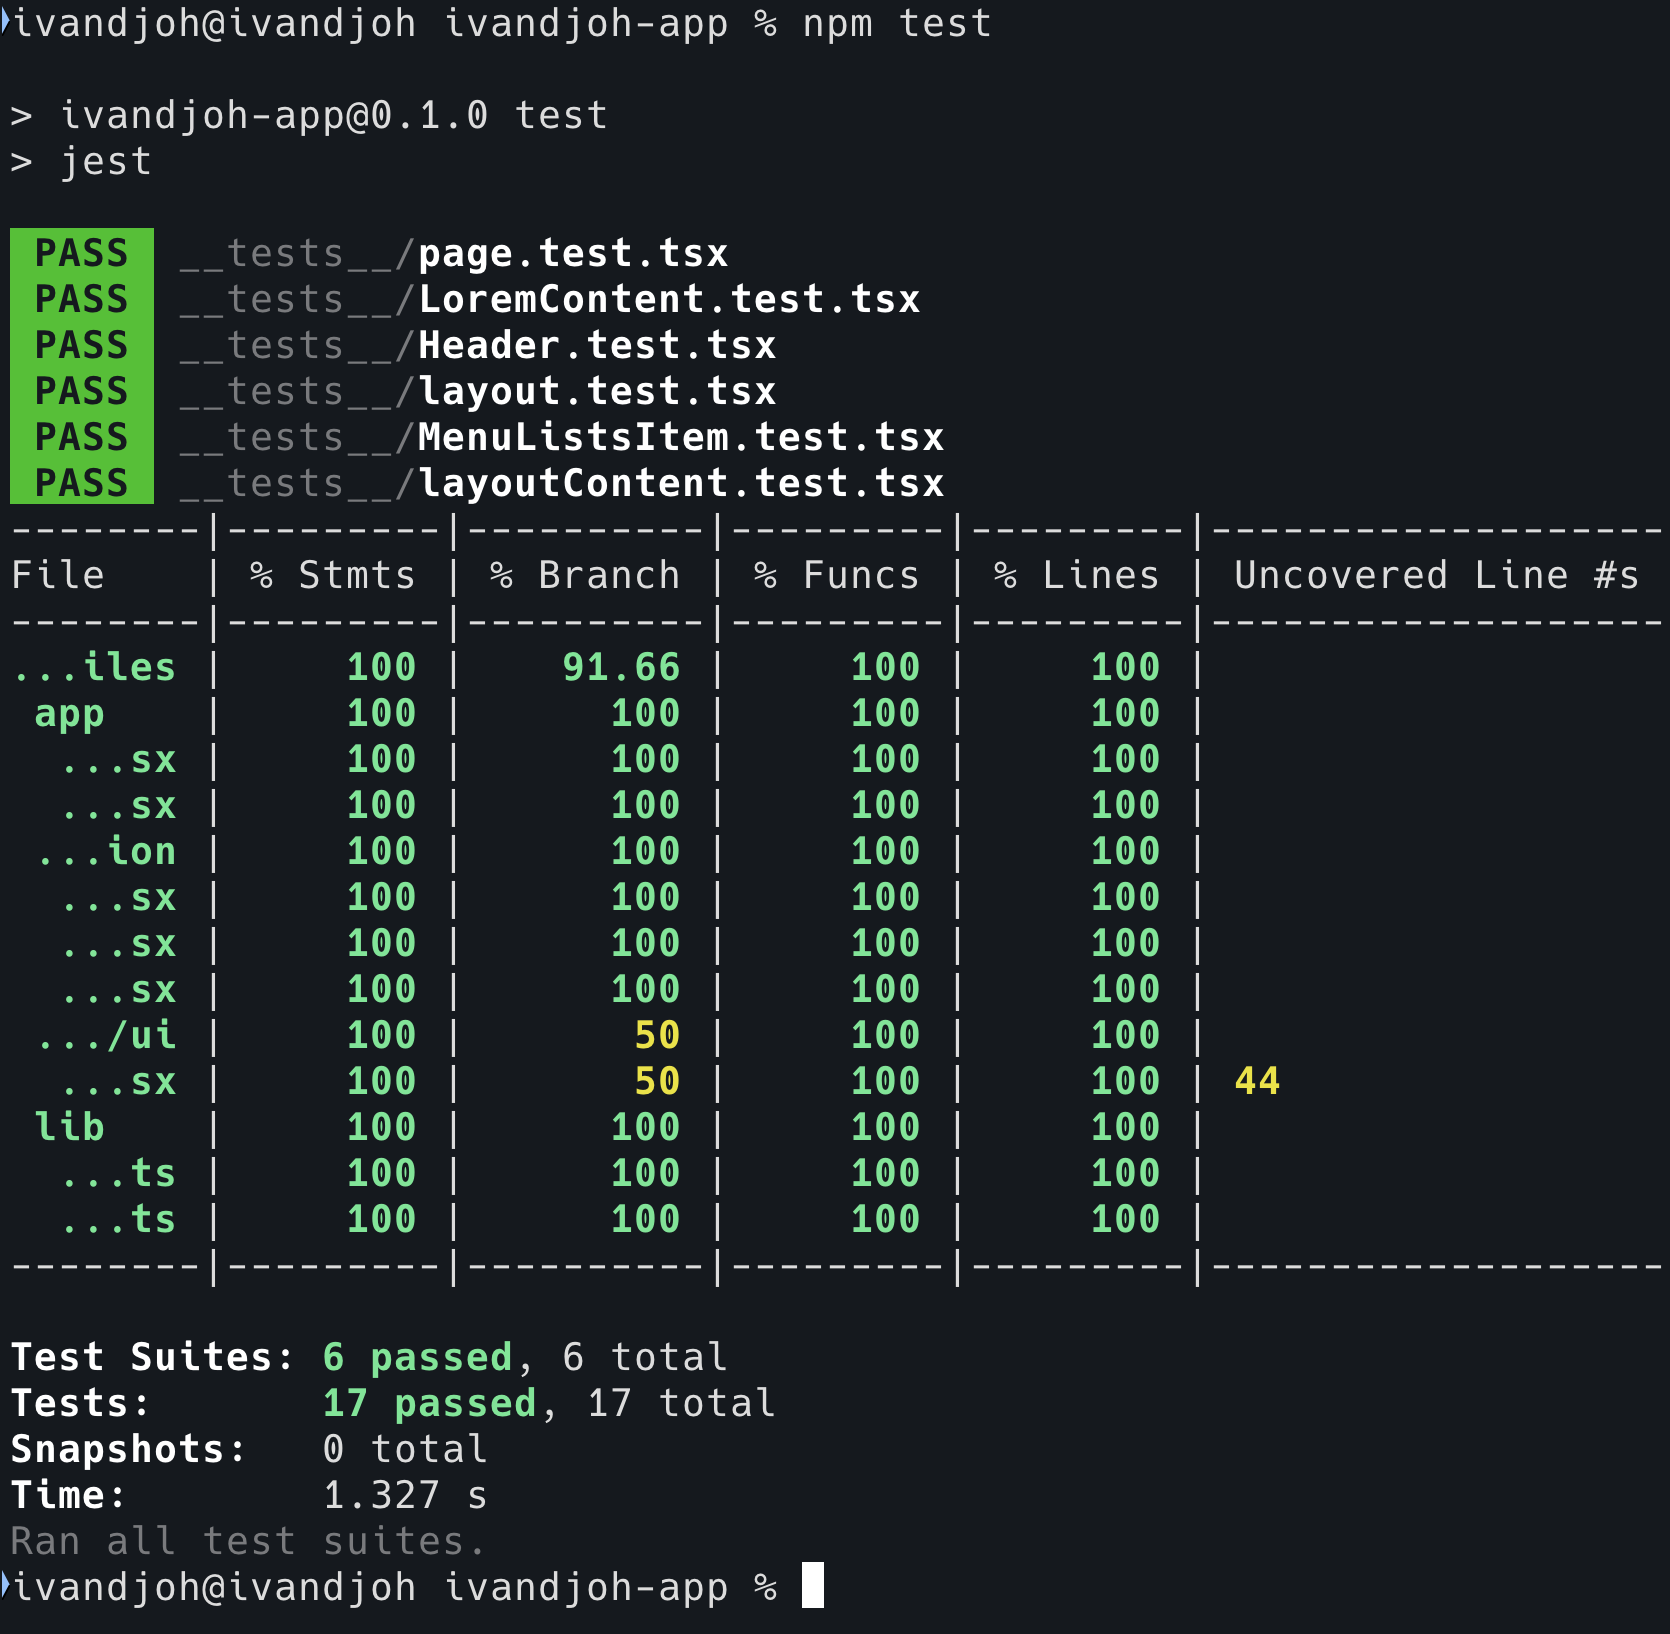 ivandjoh@ivandjoh ivandjoh-app % npm test
> ivandjoh-app@0.1.0 test
> jest
PASS __tests__/page.test.tsx
PASS __tests__/LoremContent.test.tsx
PASS __tests__/Header.test.tsx
PASS __tests__/layout.test.tsx
PASS __tests__/MenuListsItem.test.tsx
PASS __tests__/layoutContent.test.tsx
--------|---------|----------|---------|---------|-------------------
File    | % Stmts | % Branch | % Funcs | % Lines | Uncovered Line #s
--------|---------|----------|---------|---------|-------------------
...iles |     100 |    91.66 |     100 |     100 |
 app    |     100 |      100 |     100 |     100 |
  ...sx |     100 |      100 |     100 |     100 |
  ...sx |     100 |      100 |     100 |     100 |
 ...ion |     100 |      100 |     100 |     100 |
  ...sx |     100 |      100 |     100 |     100 |
  ...sx |     100 |      100 |     100 |     100 |
  ...sx |     100 |      100 |     100 |     100 |
 .../ui |     100 |       50 |     100 |     100 |
  ...sx |     100 |       50 |     100 |     100 | 44
 lib    |     100 |      100 |     100 |     100 |
  ...ts |     100 |      100 |     100 |     100 |
  ...ts |     100 |      100 |     100 |     100 |
--------|---------|----------|---------|---------|-------------------
Test Suites: 6 passed, 6 total
Tests:       17 passed, 17 total
Snapshots:   0 total
Time:        1.327 s
Ran all test suites.
ivandjoh@ivandjoh ivandjoh-app %